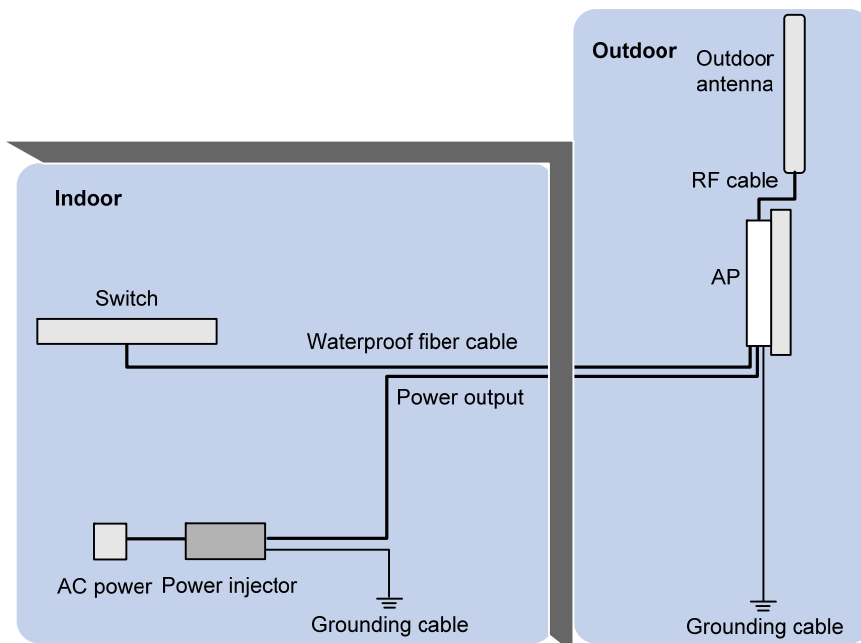 Outdoor
Outdoor
antenna
RF cable
AP
Indoor
Switch
Waterproof fiber cable
Power output
AC power
Power injector
Grounding cable
Grounding cable